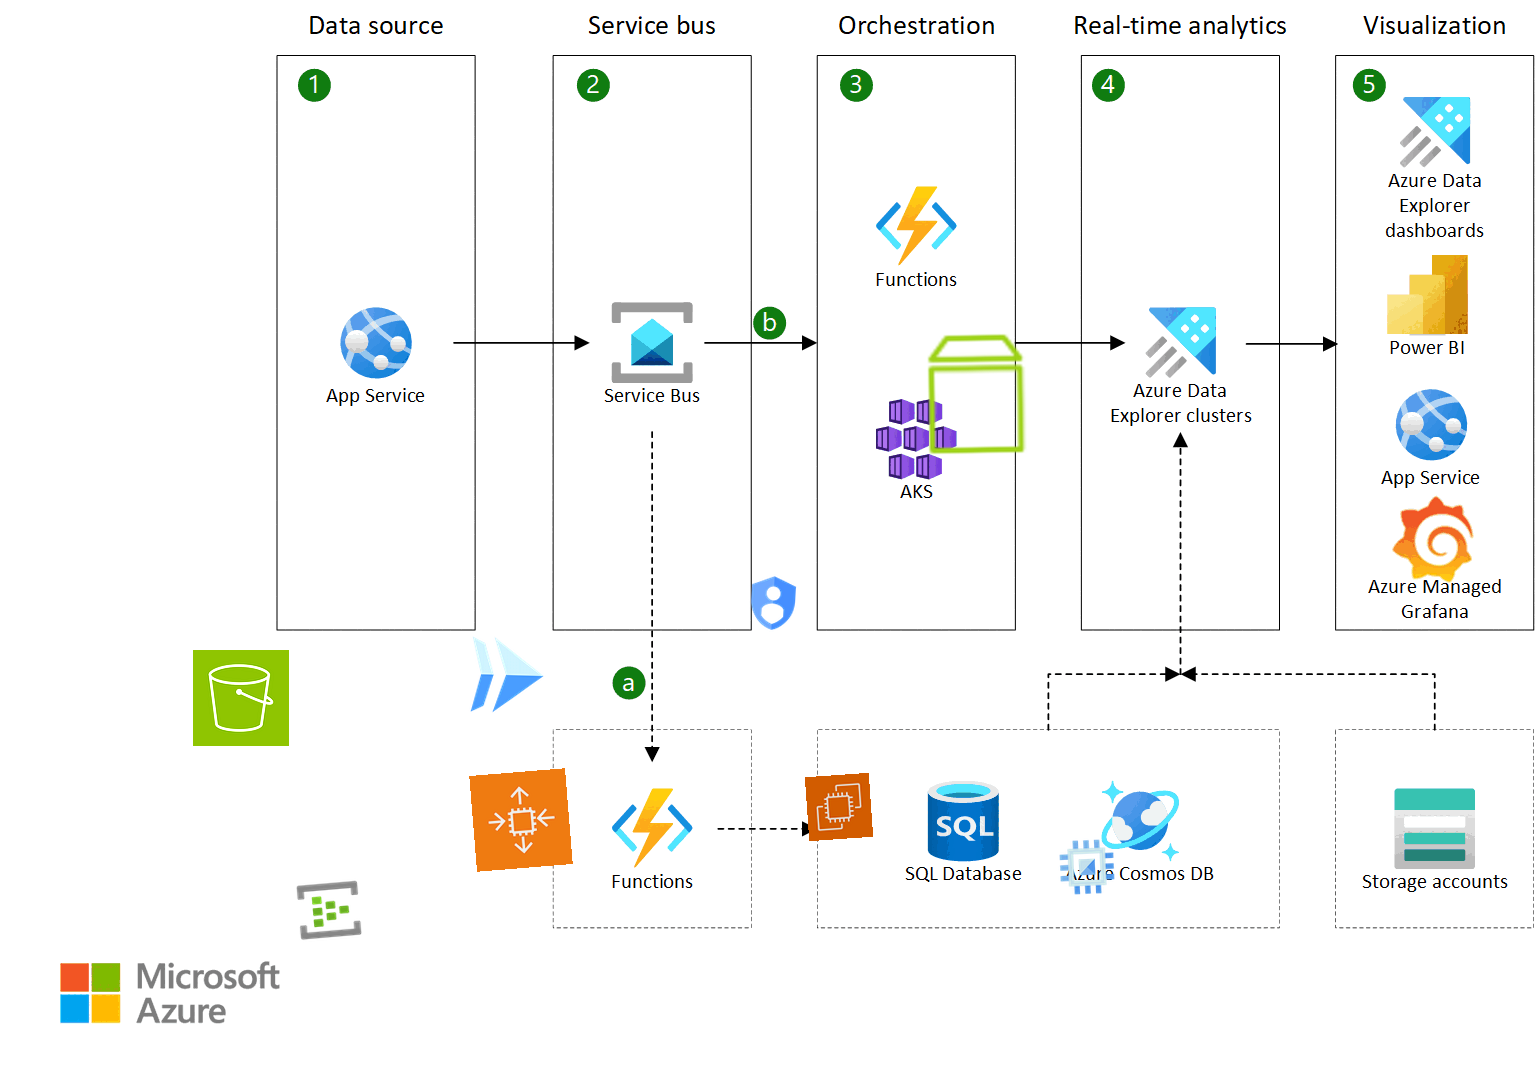 Data source
Service bus
Orchestration
Real-time analytics
Visualization
1
2
3
4
5
Azure Data
Explorer
dashboards
Functions
b
Power BI
App Service
Service Bus
Azure Data
Explorer clusters
App Service
AKS
Azure Managed
Grafana
a
SQL
Functions
SQL Database
Azure Cosmos DB
Storage accounts
Microsoft
Azure